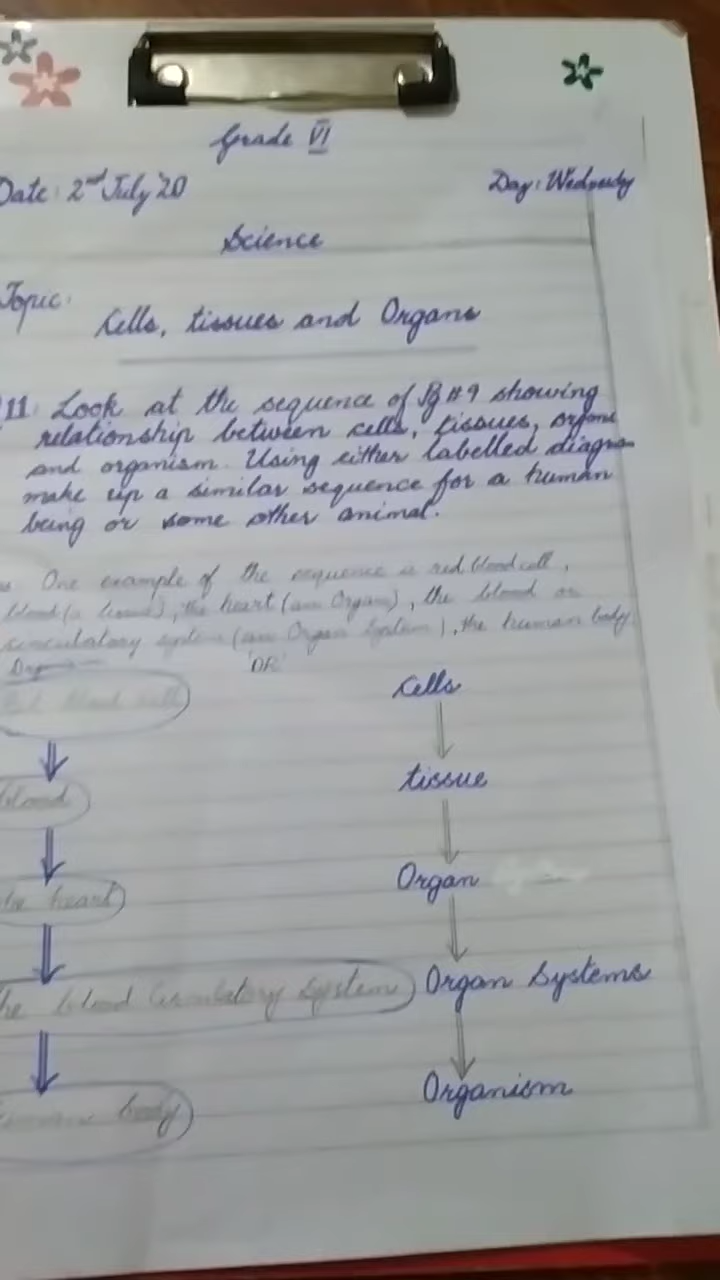 Grade VI
Date: 2nd July '20 Day: Wednesdy
Science
Topic:
Cells, tissues and Organs
11. Look at the sequence of Pg # 9 showing
relationship between cells, tissues, organs
and organism. Using either labelled diagram
make up a similar sequence for a human
being or some other animal.
One example of the sequence is red blood cell,
blood (a tissue), the heart (an Organ), the blood or
circulatory system (an Organ System), the human body.
'OR'
blood cell Cells
blood tissue
the heart Organ
the blood Circulatory System Organ Systems
human body Organism